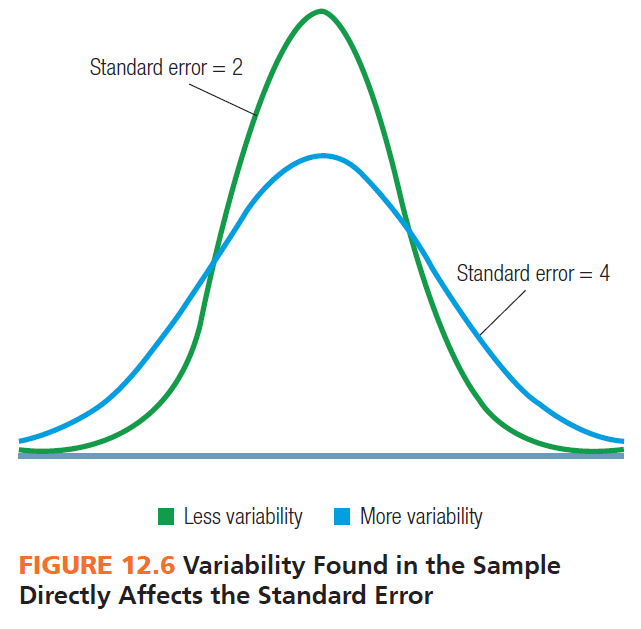 Standard error = 2
Standard error = 4
Less variability
More variability
FIGURE 12.6 Variability Found in the Sample
Directly Affects the Standard Error